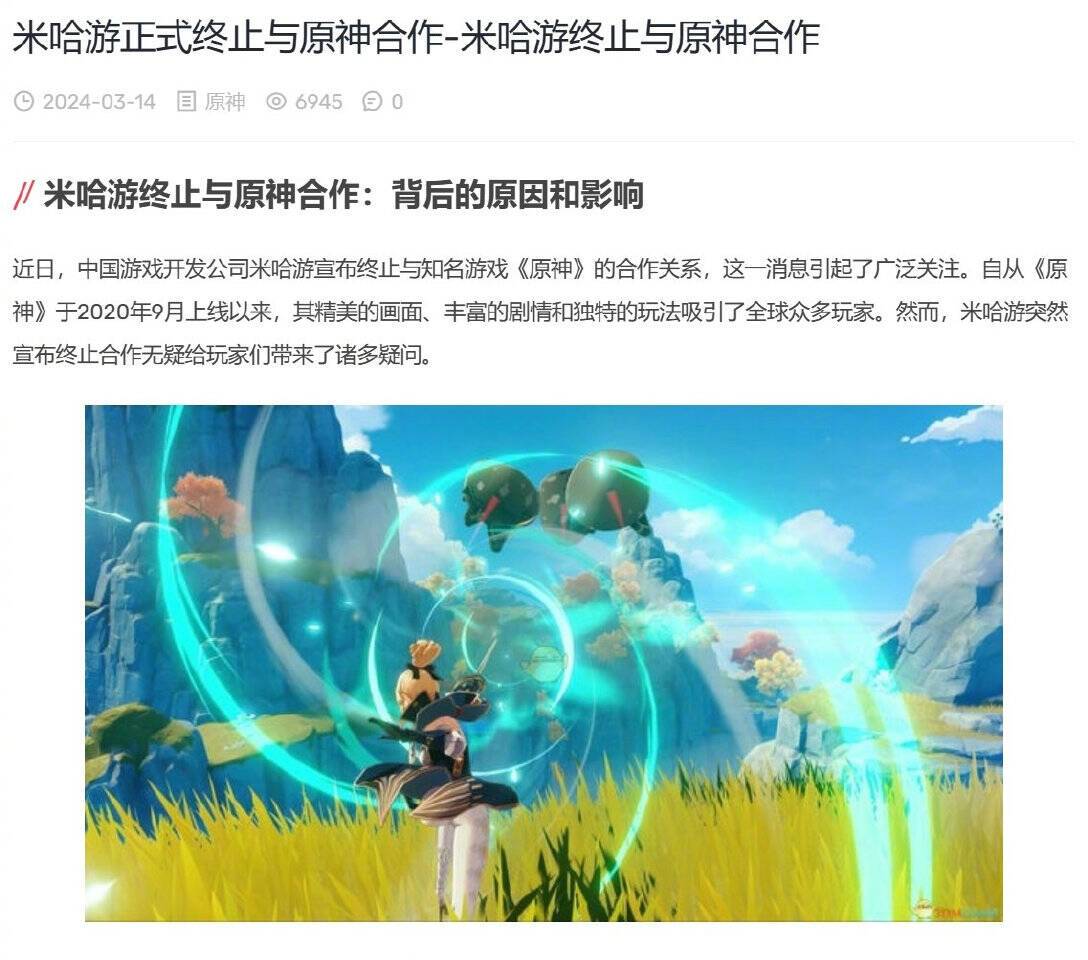 米哈游正式终止与原神合作-米哈游终止与原神合作
2024-03-14 原神 6945 0
// 米哈游终止与原神合作：背后的原因和影响
近日，中国游戏开发公司米哈游宣布终止与知名游戏《原神》的合作关系，这一消息引起了广泛关注。自从《原
神》于2020年9月上线以来，其精美的画面、丰富的剧情和独特的玩法吸引了全球众多玩家。然而，米哈游突然
宣布终止合作无疑给玩家们带来了诸多疑问。